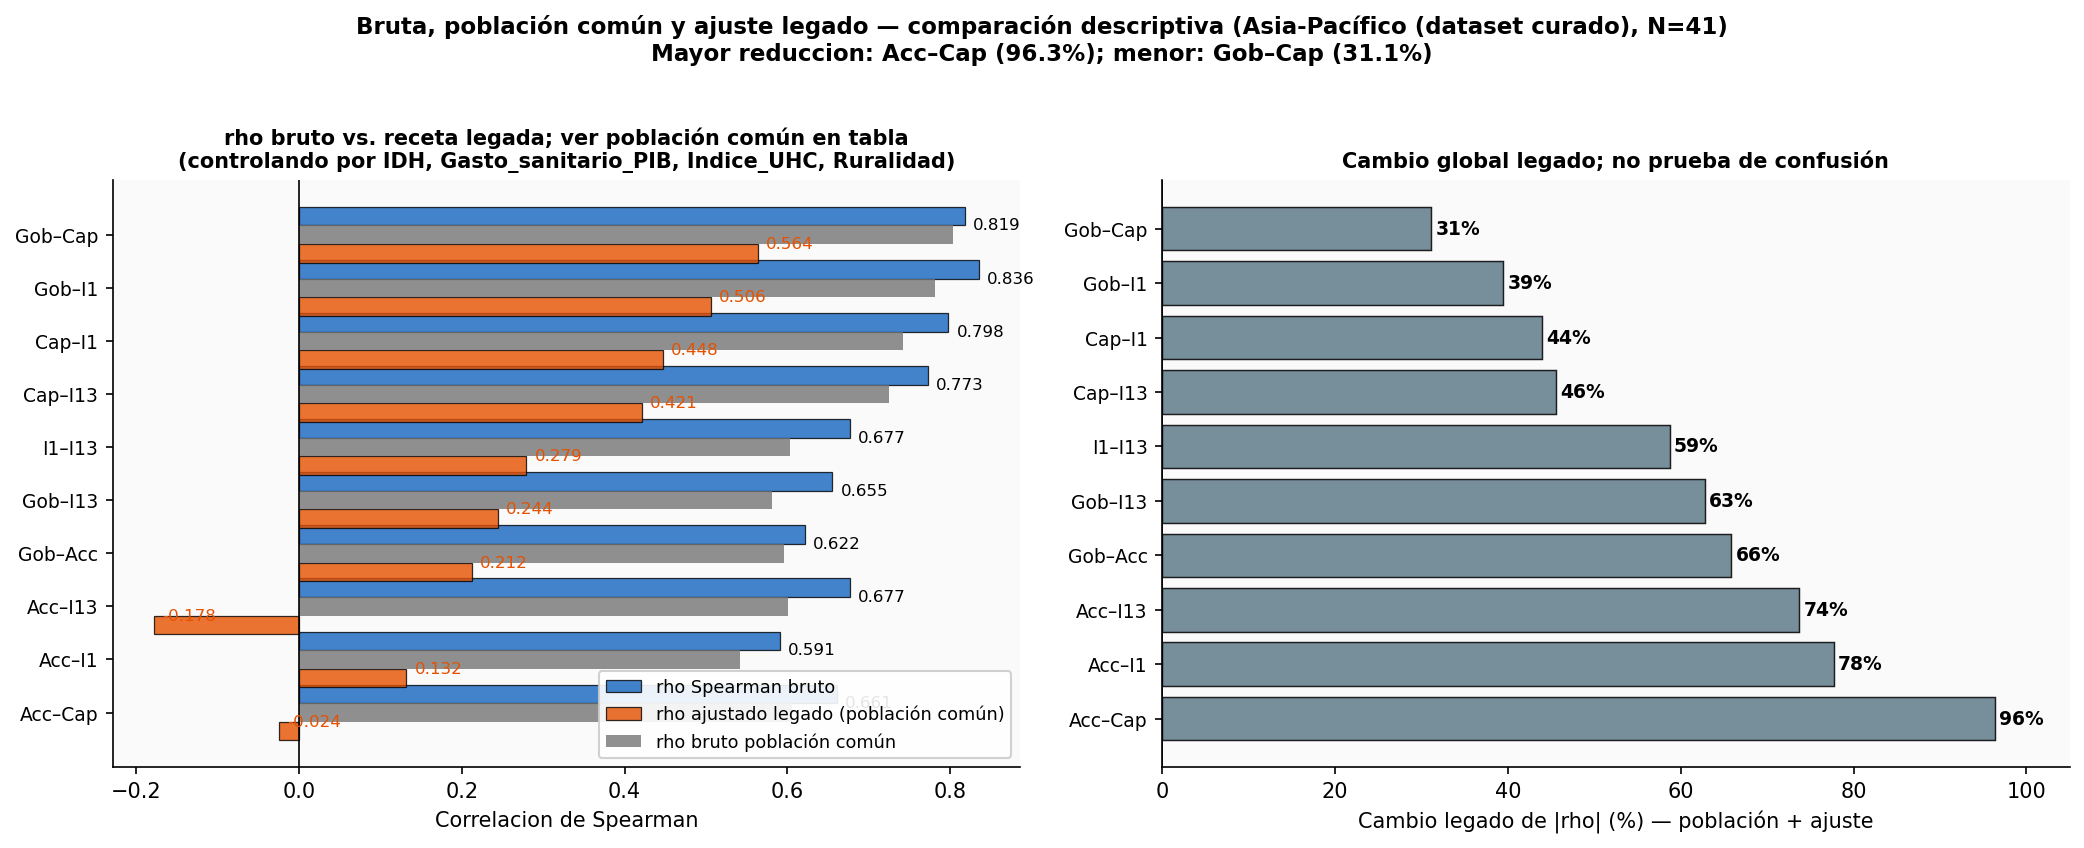 Bruta, población común y ajuste legado — comparación descriptiva (Asia-Pacífico (dataset curado), N=41)
Mayor reduccion: Acc–Cap (96.3%); menor: Gob–Cap (31.1%)
rho bruto vs. receta legada; ver población común en tabla
(controlando por IDH, Gasto_sanitario_PIB, Indice_UHC, Ruralidad)
Gob–Cap
0.819
0.564
Gob–I1
0.836
0.506
Cap–I1
0.798
0.448
Cap–I13
0.773
0.421
I1–I13
0.677
0.279
Gob–I13
0.655
0.244
Gob–Acc
0.622
0.212
Acc–I13
0.677
-0.178
Acc–I1
0.591
0.132
Acc–Cap
0.661
-0.024
rho Spearman bruto
rho ajustado legado (población común)
rho bruto población común
−0.2 0.0 0.2 0.4 0.6 0.8
Correlacion de Spearman
Cambio global legado; no prueba de confusión
Gob–Cap 31%
Gob–I1 39%
Cap–I1 44%
Cap–I13 46%
I1–I13 59%
Gob–I13 63%
Gob–Acc 66%
Acc–I13 74%
Acc–I1 78%
Acc–Cap 96%
0 20 40 60 80 100
Cambio legado de |rho| (%) — población + ajuste